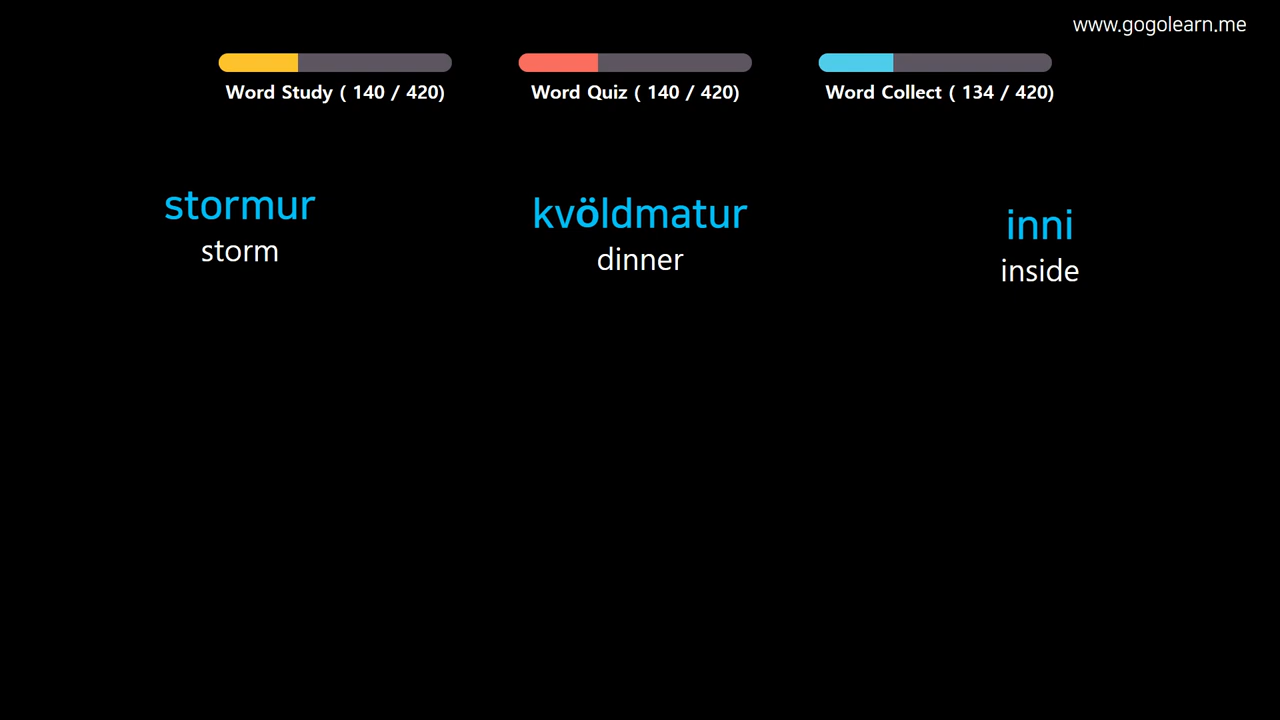 www.gogolearn.me
Word Study ( 140 / 420)
Word Quiz ( 140 / 420)
Word Collect ( 134 / 420)
stormur
storm
kvöldmatur
dinner
inni
inside